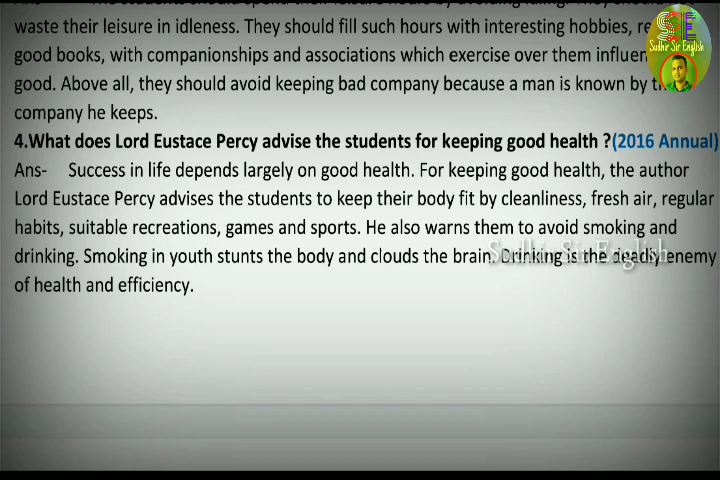 waste their leisure in idleness. They should fill such hours with interesting hobbies,
good books, with companionships and associations which exercise over them
good. Above all, they should avoid keeping bad company because a man is known by
company he keeps.
4.What does Lord Eustace Percy advise the students for keeping good health ?(2016 Annual)
Ans- Success in life depends largely on good health. For keeping good health, the author
Lord Eustace Percy advises the students to keep their body fit by cleanliness, fresh air, regular
habits, suitable recreations, games and sports. He also warns them to avoid smoking and
drinking. Smoking in youth stunts the body and clouds the brain. Drinking is the deadly enemy
of health and efficiency.
SE
Sudhir Sir English
Sudhir Sir English